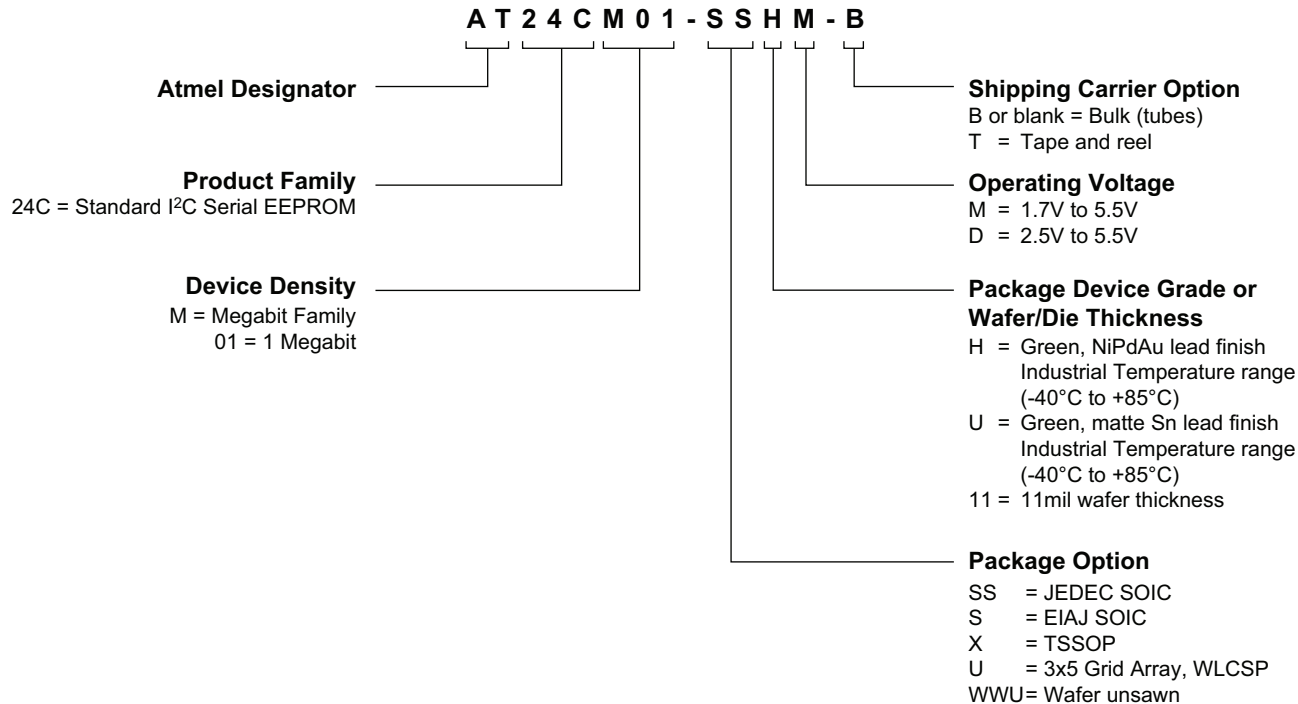 AT24CM01-SSHM-B
Atmel Designator
Product Family
24C = Standard I²C Serial EEPROM
Device Density
M = Megabit Family
01 = 1 Megabit
Shipping Carrier Option
B or blank = Bulk (tubes)
T = Tape and reel
Operating Voltage
M = 1.7V to 5.5V
D = 2.5V to 5.5V
Package Device Grade or
Wafer/Die Thickness
H = Green, NiPdAu lead finish
Industrial Temperature range
(-40°C to +85°C)
U = Green, matte Sn lead finish
Industrial Temperature range
(-40°C to +85°C)
11 = 11mil wafer thickness
Package Option
SS = JEDEC SOIC
S = EIAJ SOIC
X = TSSOP
U = 3x5 Grid Array, WLCSP
WWU= Wafer unsawn